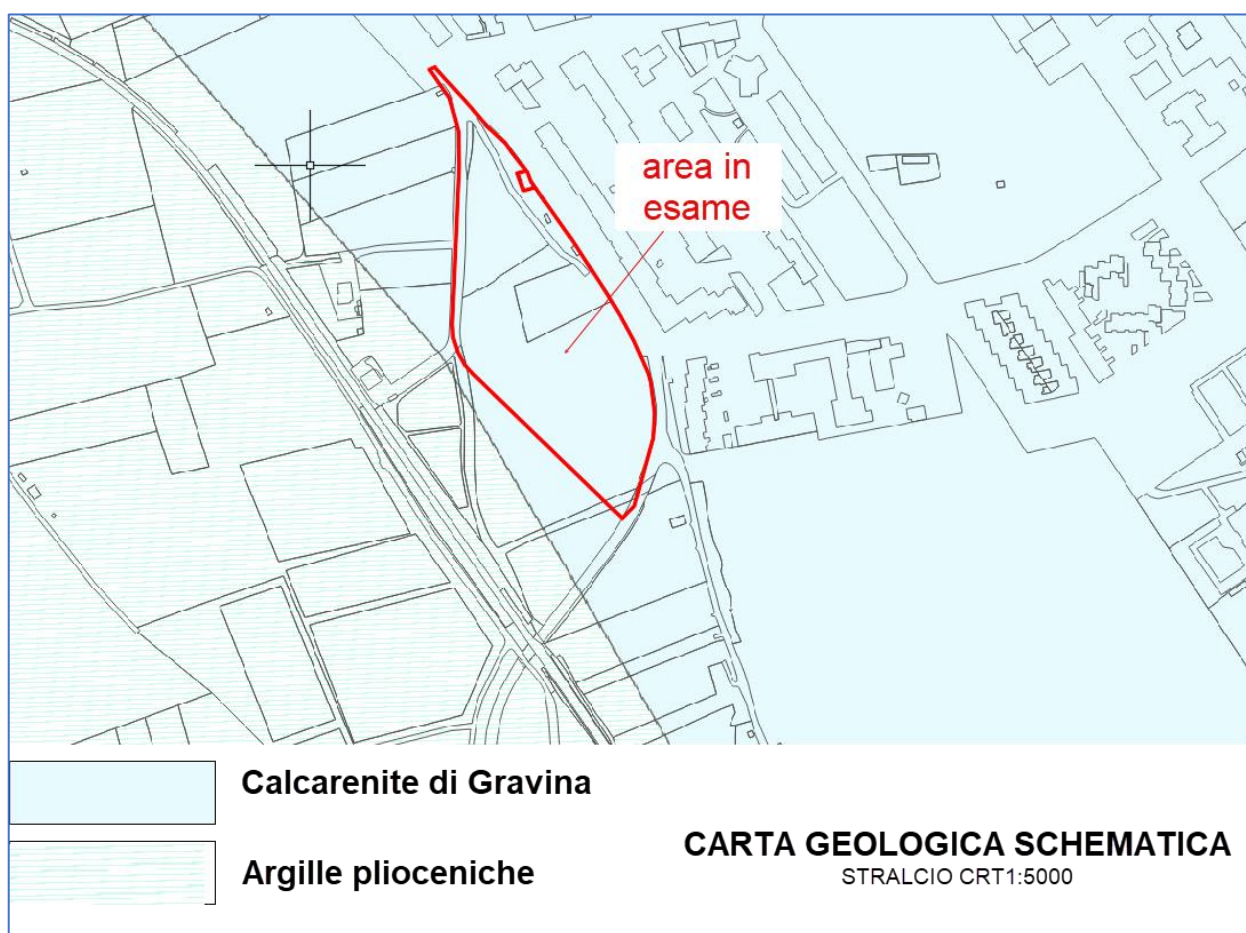 area in
esame
Calcarenite di Gravina
Argille plioceniche
CARTA GEOLOGICA SCHEMATICA
STRALCIO CRT1:5000